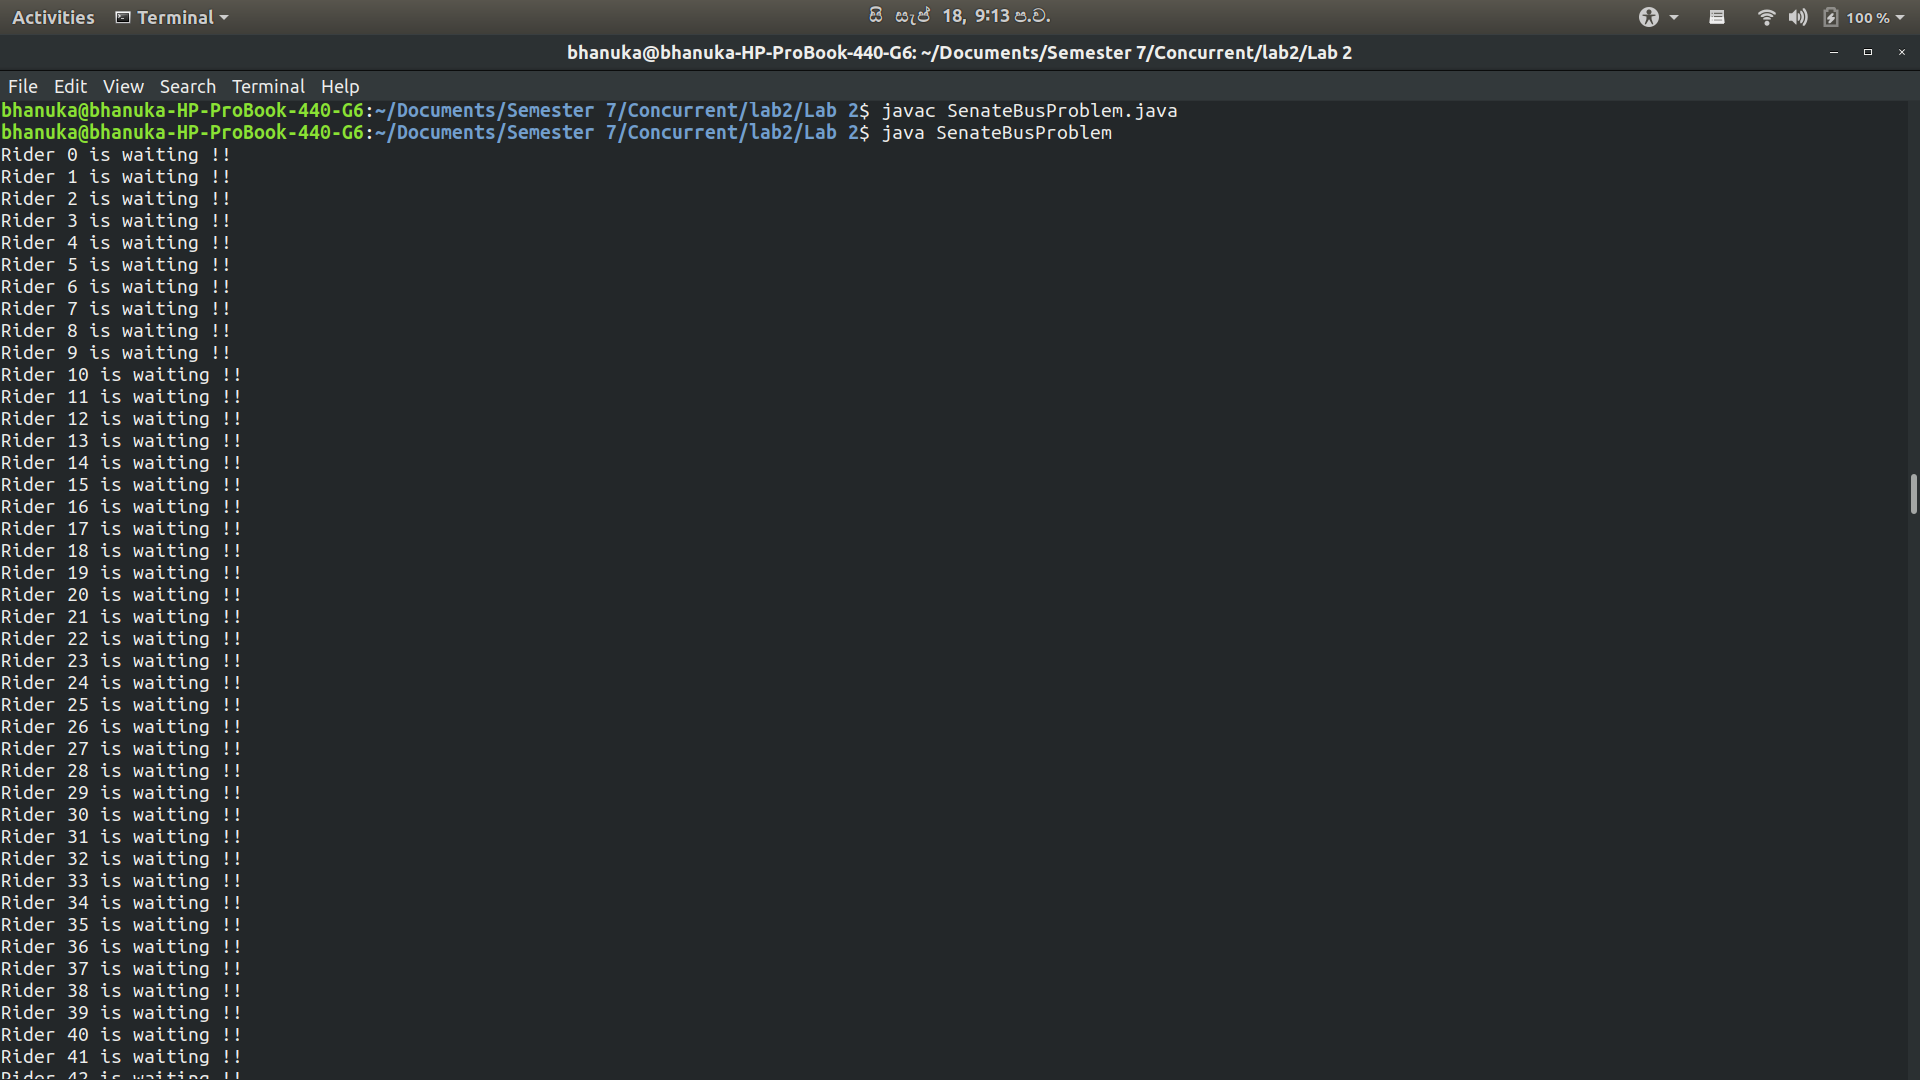 Activities Terminal සි සැප් 18, 9:13 ප.ව. 100 %
bhanuka@bhanuka-HP-ProBook-440-G6: ~/Documents/Semester 7/Concurrent/lab2/Lab 2
File Edit View Search Terminal Help
bhanuka@bhanuka-HP-ProBook-440-G6:~/Documents/Semester 7/Concurrent/lab2/Lab 2$ javac SenateBusProblem.java
bhanuka@bhanuka-HP-ProBook-440-G6:~/Documents/Semester 7/Concurrent/lab2/Lab 2$ java SenateBusProblem
Rider 0 is waiting !!
Rider 1 is waiting !!
Rider 2 is waiting !!
Rider 3 is waiting !!
Rider 4 is waiting !!
Rider 5 is waiting !!
Rider 6 is waiting !!
Rider 7 is waiting !!
Rider 8 is waiting !!
Rider 9 is waiting !!
Rider 10 is waiting !!
Rider 11 is waiting !!
Rider 12 is waiting !!
Rider 13 is waiting !!
Rider 14 is waiting !!
Rider 15 is waiting !!
Rider 16 is waiting !!
Rider 17 is waiting !!
Rider 18 is waiting !!
Rider 19 is waiting !!
Rider 20 is waiting !!
Rider 21 is waiting !!
Rider 22 is waiting !!
Rider 23 is waiting !!
Rider 24 is waiting !!
Rider 25 is waiting !!
Rider 26 is waiting !!
Rider 27 is waiting !!
Rider 28 is waiting !!
Rider 29 is waiting !!
Rider 30 is waiting !!
Rider 31 is waiting !!
Rider 32 is waiting !!
Rider 33 is waiting !!
Rider 34 is waiting !!
Rider 35 is waiting !!
Rider 36 is waiting !!
Rider 37 is waiting !!
Rider 38 is waiting !!
Rider 39 is waiting !!
Rider 40 is waiting !!
Rider 41 is waiting !!
Rider 42 is waiting !!